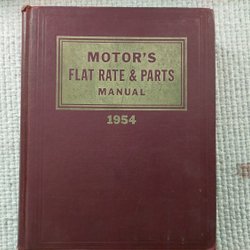 MOTOR'S
FLAT RATE & PARTS
MANUAL
1954